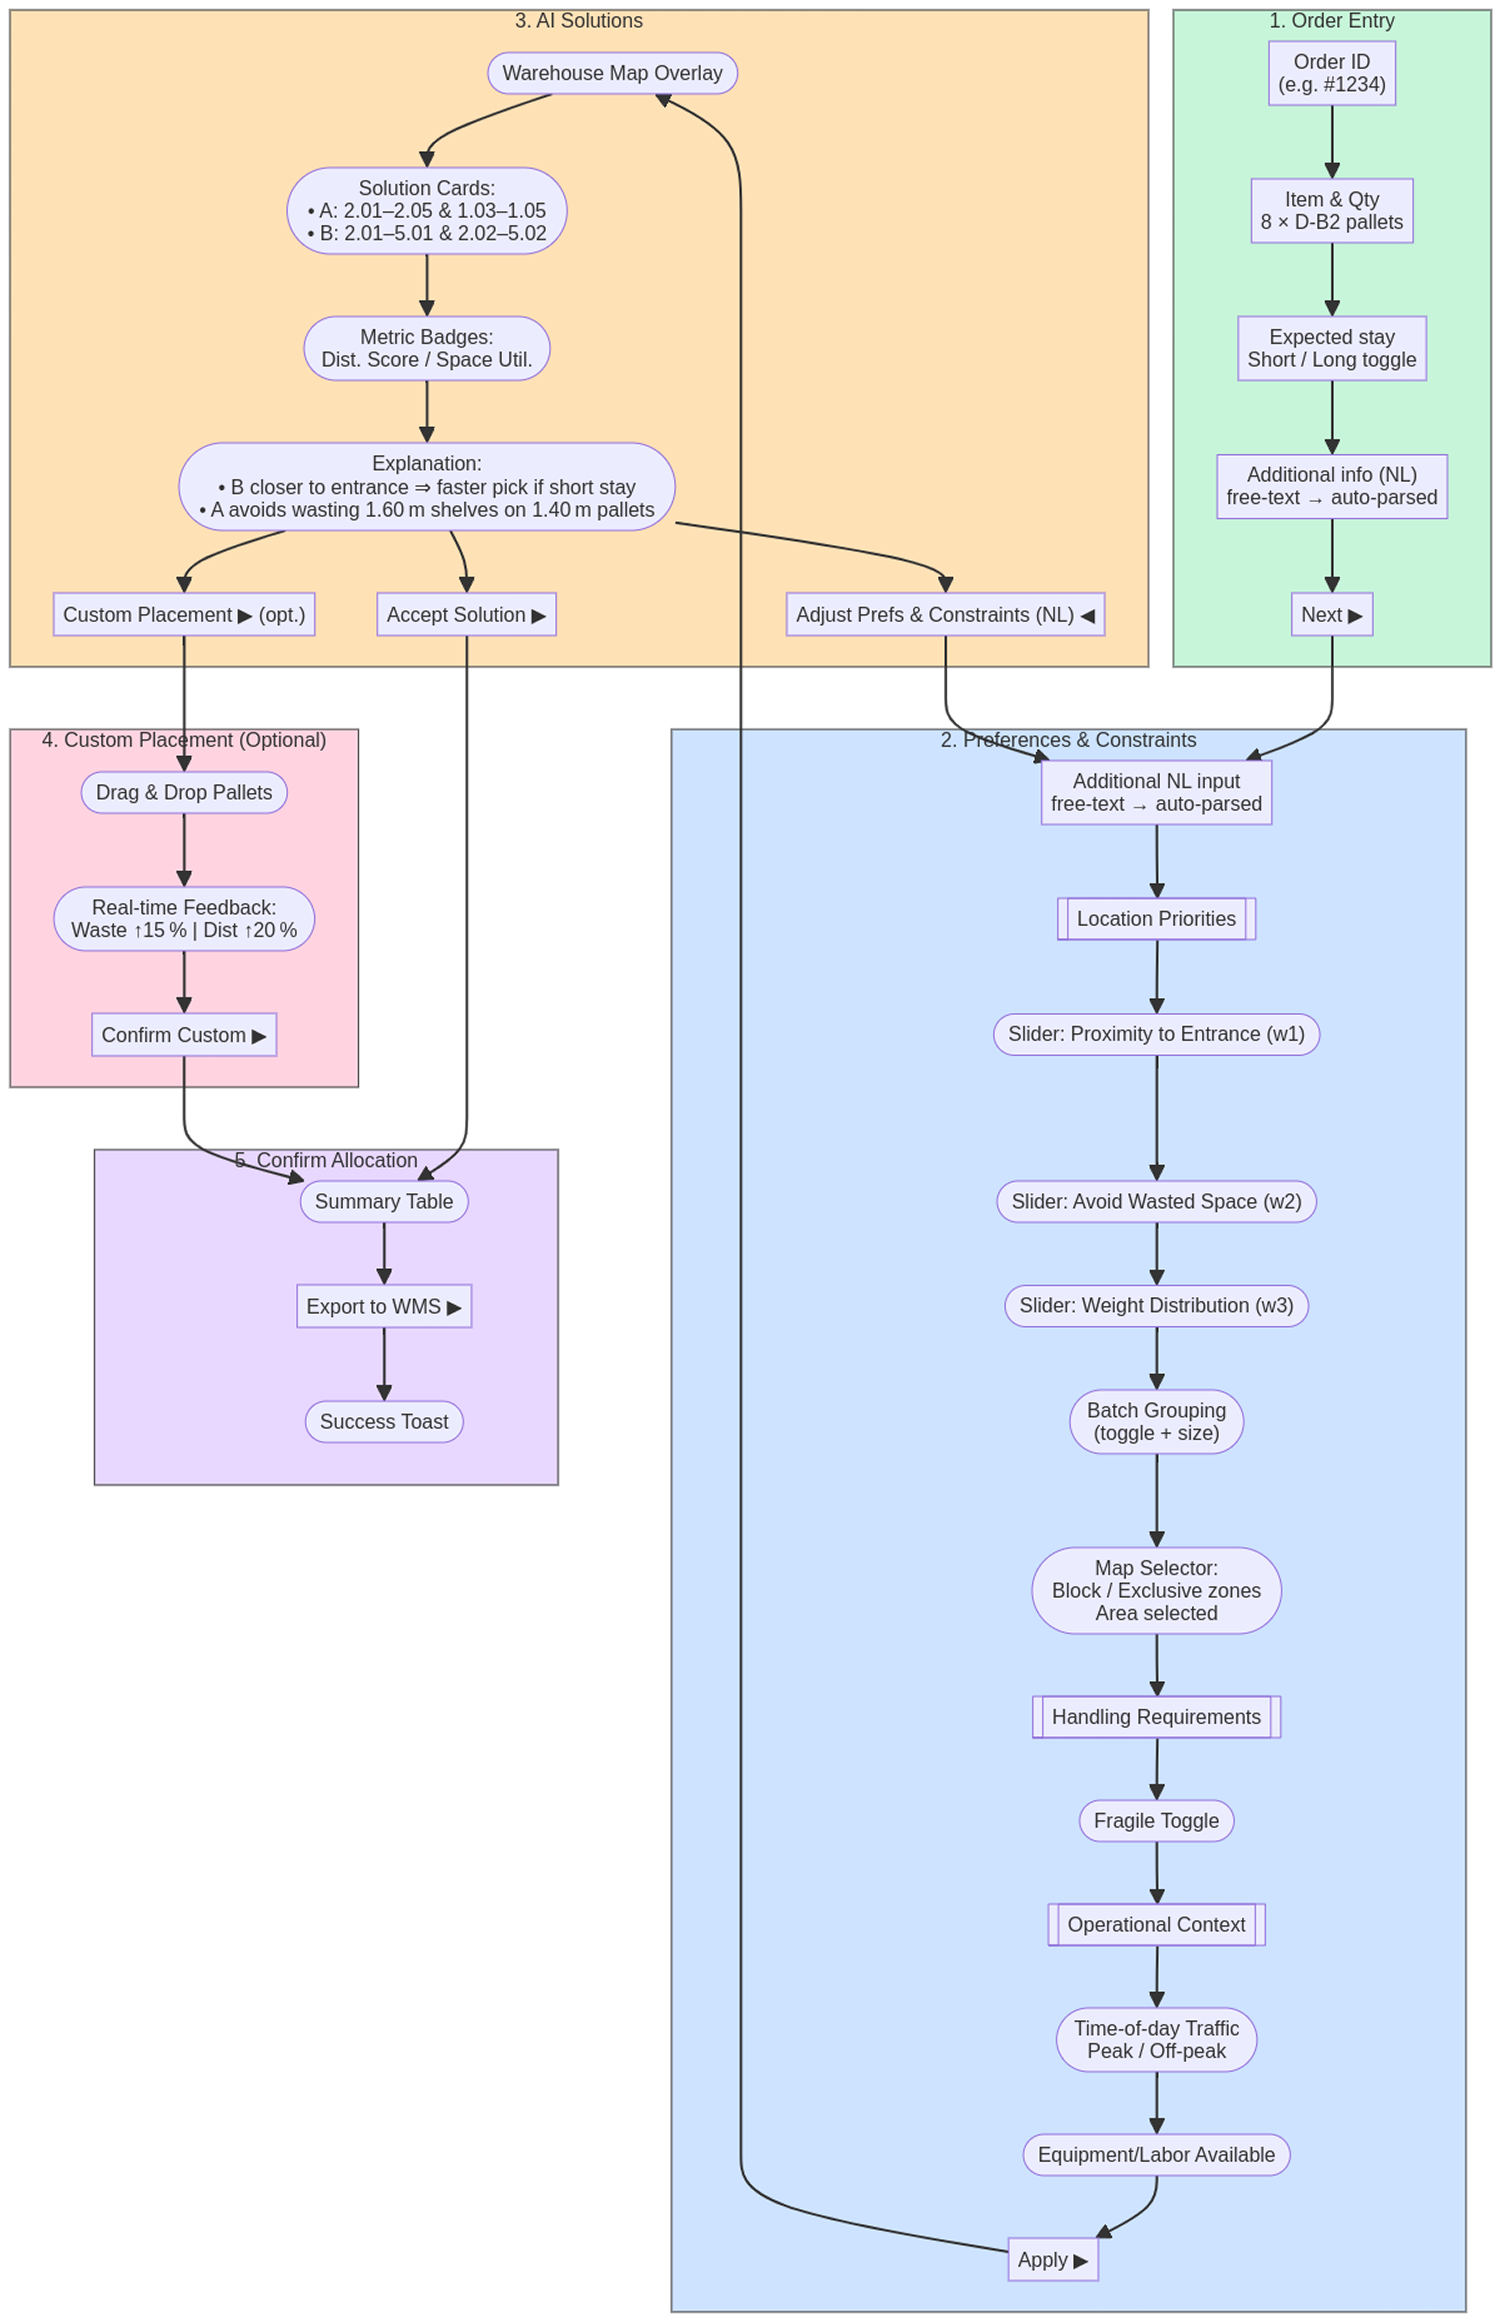 3. AI Solutions
Warehouse Map Overlay
Solution Cards:
• A: 2.01–2.05 & 1.03–1.05
• B: 2.01–5.01 & 2.02–5.02
Metric Badges:
Dist. Score / Space Util.
Explanation:
• B closer to entrance ⇒ faster pick if short stay
• A avoids wasting 1.60 m shelves on 1.40 m pallets
Custom Placement ▶ (opt.)
Accept Solution ▶
Adjust Prefs & Constraints (NL) ◀
1. Order Entry
Order ID
(e.g. #1234)
Item & Qty
8 × D-B2 pallets
Expected stay
Short / Long toggle
Additional info (NL)
free-text → auto-parsed
Next ▶
4. Custom Placement (Optional)
Drag & Drop Pallets
Real-time Feedback:
Waste ↑15 % | Dist ↑20 %
Confirm Custom ▶
5. Confirm Allocation
Summary Table
Export to WMS ▶
Success Toast
2. Preferences & Constraints
Additional NL input
free-text → auto-parsed
Location Priorities
Slider: Proximity to Entrance (w1)
Slider: Avoid Wasted Space (w2)
Slider: Weight Distribution (w3)
Batch Grouping
(toggle + size)
Map Selector:
Block / Exclusive zones
Area selected
Handling Requirements
Fragile Toggle
Operational Context
Time-of-day Traffic
Peak / Off-peak
Equipment/Labor Available
Apply ▶